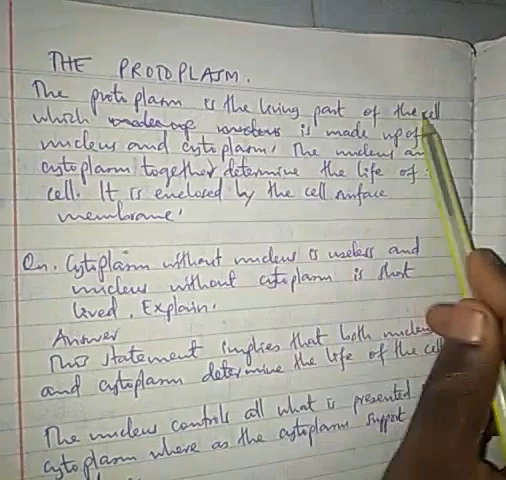 THE PROTOPLASM.
The protoplasm is the living part of the cell
which is made up of
nucleus and cytoplasm. The nucleus an
cytoplasm together determine the life of
cell. It is enclosed by the cell surface
membrane.
Qn. Cytoplasm without nucleus is useless and
nucleus without cytoplasm is short
lived. Explain.
Answer
This statement implies that both nucleus
and cytoplasm determine the life of the cell
The nucleus controls all what is presented
cytoplasm where as the cytoplasm support